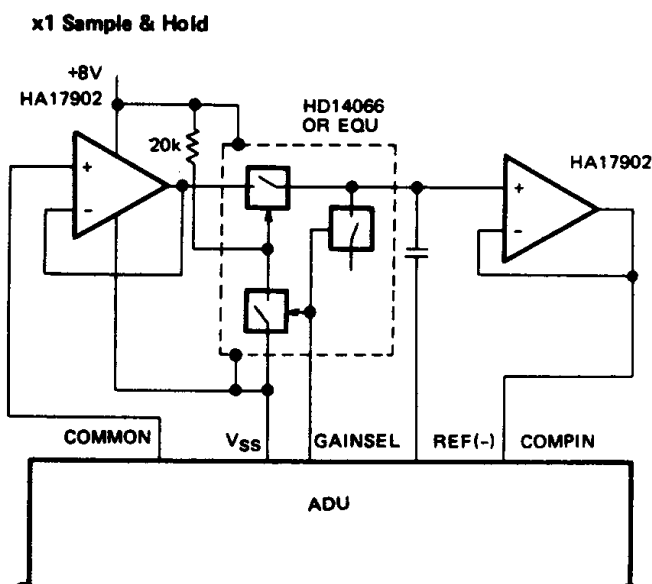 x1 Sample & Hold
+8V
HA17902
HD14066
OR EQU
20k
HA17902
+
-
+
-
COMMON
VSS
GAINSEL
REF(-)
COMPIN
ADU